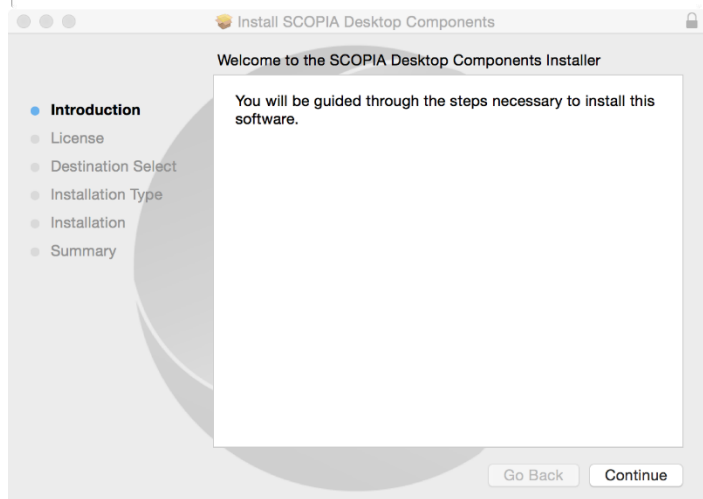 Install SCOPIA Desktop Components
Welcome to the SCOPIA Desktop Components Installer
Introduction
License
Destination Select
Installation Type
Installation
Summary
You will be guided through the steps necessary to install this
software.
Go Back
Continue